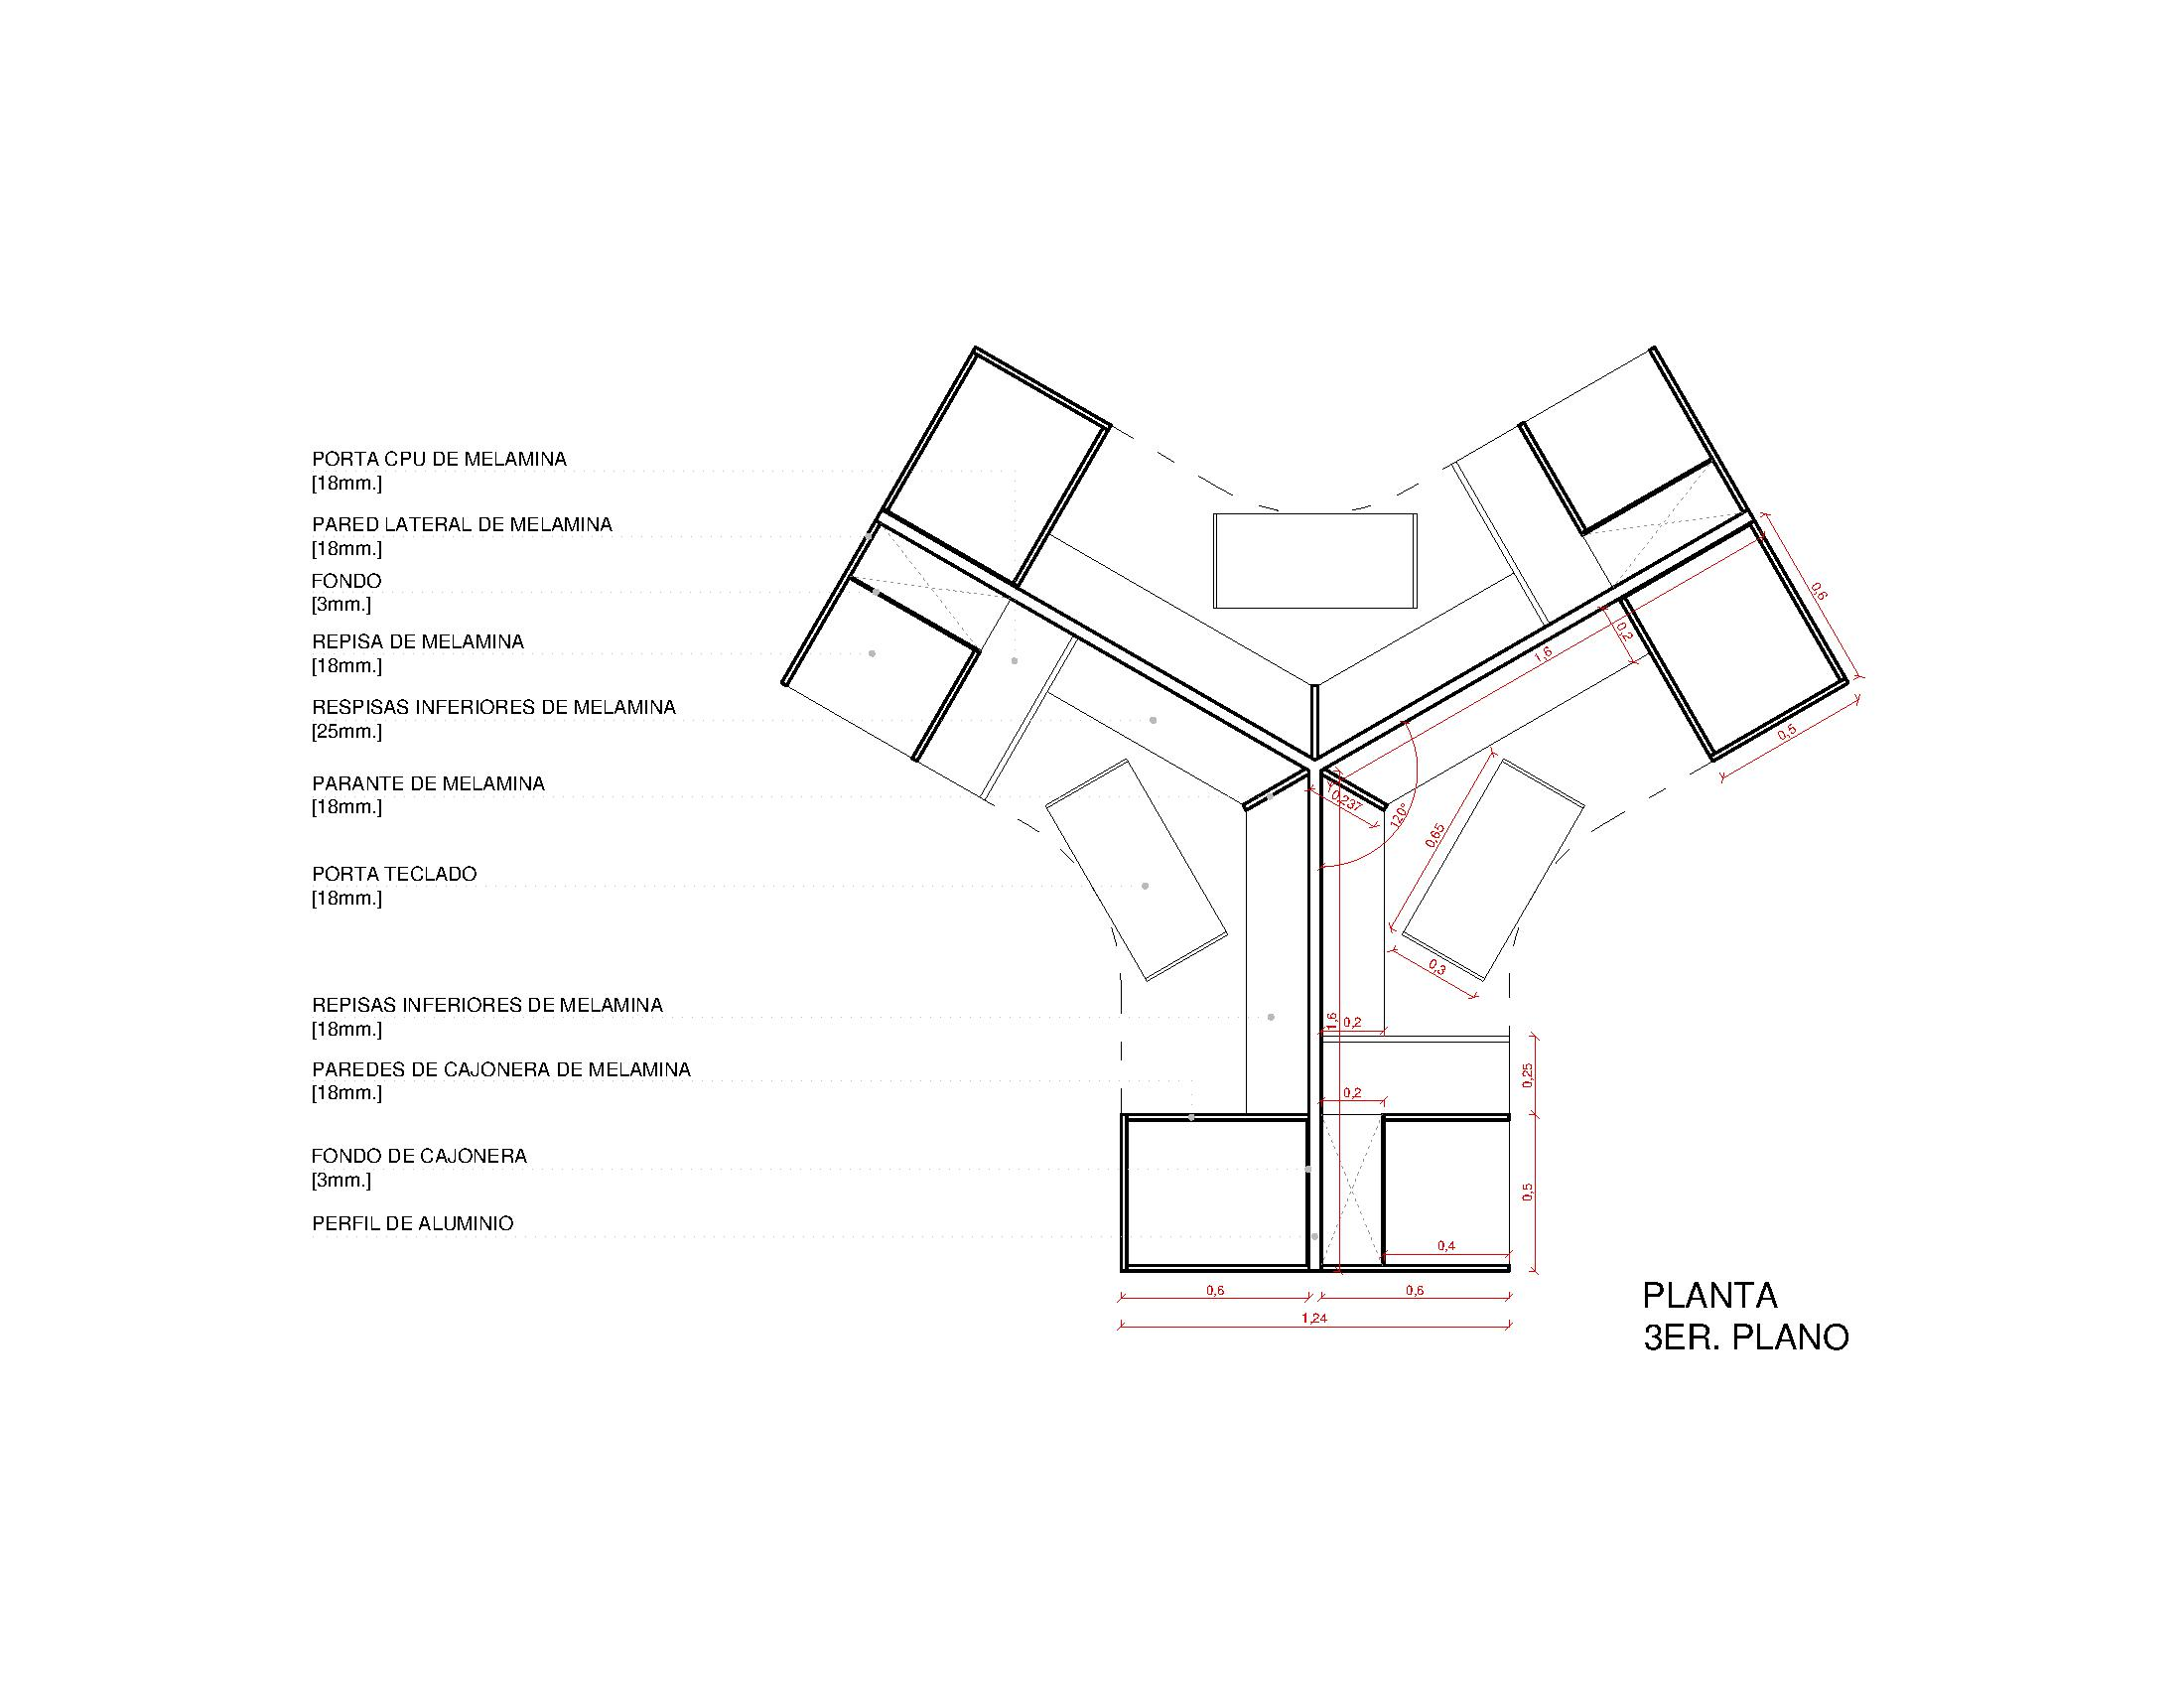 PORTA CPU DE MELAMINA
[18mm.]
PARED LATERAL DE MELAMINA
[18mm.]
FONDO
[3mm.]
REPISA DE MELAMINA
[18mm.]
RESPISAS INFERIORES DE MELAMINA
[25mm.]
PARANTE DE MELAMINA
[18mm.]
PORTA TECLADO
[18mm.]
REPISAS INFERIORES DE MELAMINA
[18mm.]
PAREDES DE CAJONERA DE MELAMINA
[18mm.]
FONDO DE CAJONERA
[3mm.]
PERFIL DE ALUMINIO
0,6
0,2
1,6
0,5
0,237
120°
0,65
0,3
1,6
0,2
0,25
0,2
0,5
0,4
0,6
0,6
1,24
PLANTA
3ER. PLANO